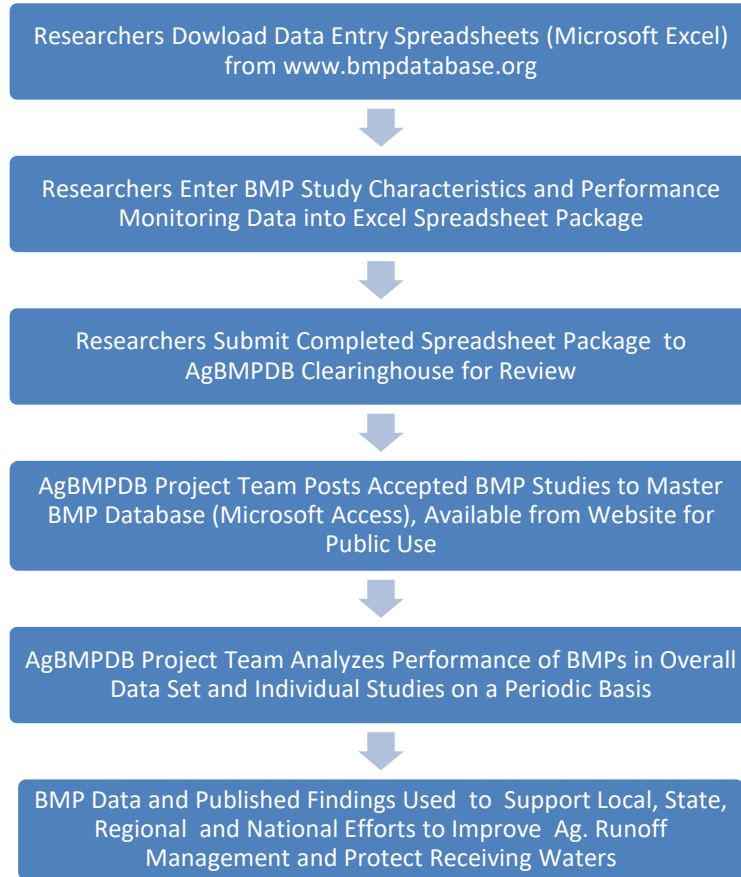 Researchers Dowload Data Entry Spreadsheets (Microsoft Excel)
from www.bmpdatabase.org
Researchers Enter BMP Study Characteristics and Performance
Monitoring Data into Excel Spreadsheet Package
Researchers Submit Completed Spreadsheet Package to
AgBMPDB Clearinghouse for Review
AgBMPDB Project Team Posts Accepted BMP Studies to Master
BMP Database (Microsoft Access), Available from Website for
Public Use
AgBMPDB Project Team Analyzes Performance of BMPs in Overall
Data Set and Individual Studies on a Periodic Basis
BMP Data and Published Findings Used to Support Local, State,
Regional and National Efforts to Improve Ag. Runoff
Management and Protect Receiving Waters